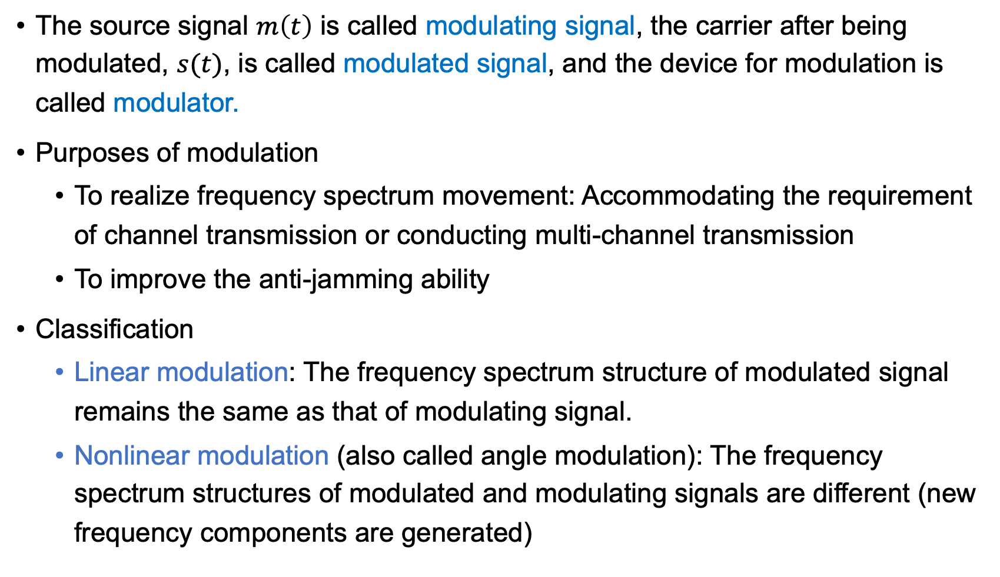 • The source signal m(t) is called modulating signal, the carrier after being
modulated, s(t), is called modulated signal, and the device for modulation is
called modulator.
• Purposes of modulation
• To realize frequency spectrum movement: Accommodating the requirement
of channel transmission or conducting multi-channel transmission
• To improve the anti-jamming ability
• Classification
• Linear modulation: The frequency spectrum structure of modulated signal
remains the same as that of modulating signal.
• Nonlinear modulation (also called angle modulation): The frequency
spectrum structures of modulated and modulating signals are different (new
frequency components are generated)